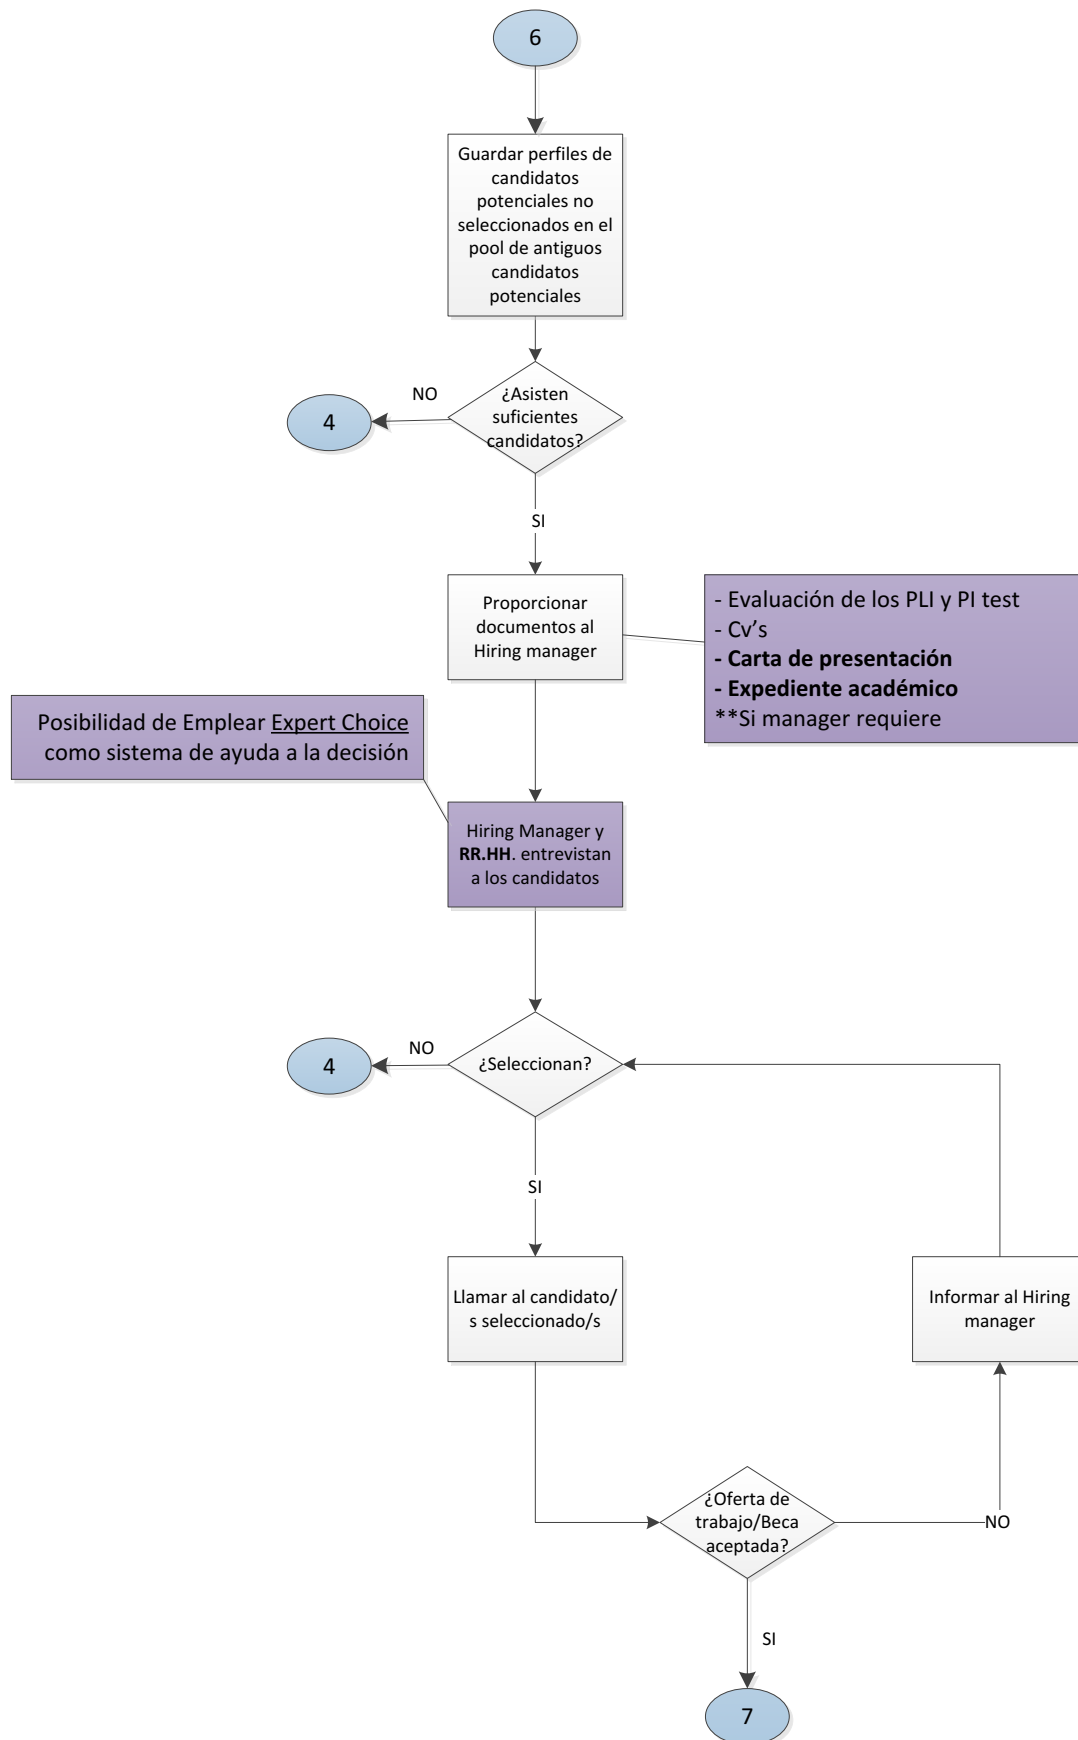 6
Guardar perfiles de
candidatos
potenciales no
seleccionados en el
pool de antiguos
candidatos
potenciales
NO
4
¿Asisten
suficientes
candidatos?
SI
Proporcionar
documentos al
Hiring manager
- Evaluación de los PLI y PI test
- Cv’s
- Carta de presentación
- Expediente académico
**Si manager requiere
Posibilidad de Emplear Expert Choice
como sistema de ayuda a la decisión
Hiring Manager y
RR.HH. entrevistan
a los candidatos
NO
4
¿Seleccionan?
SI
Llamar al candidato/
s seleccionado/s
Informar al Hiring
manager
¿Oferta de
trabajo/Beca
aceptada?
NO
SI
7